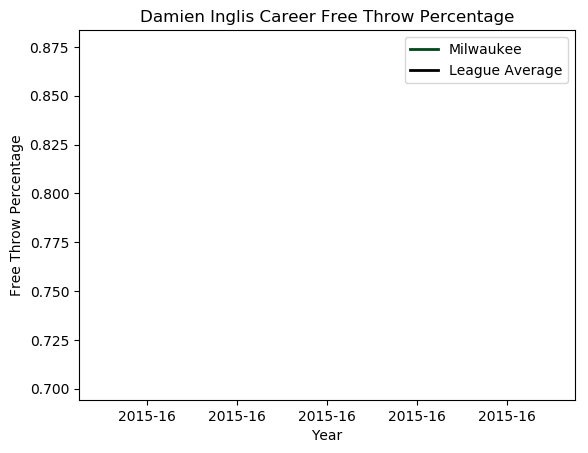 Damien Inglis Career Free Throw Percentage
Milwaukee
League Average
Free Throw Percentage
0.875
0.850
0.825
0.800
0.775
0.750
0.725
0.700
2015-16 2015-16 2015-16 2015-16 2015-16
Year